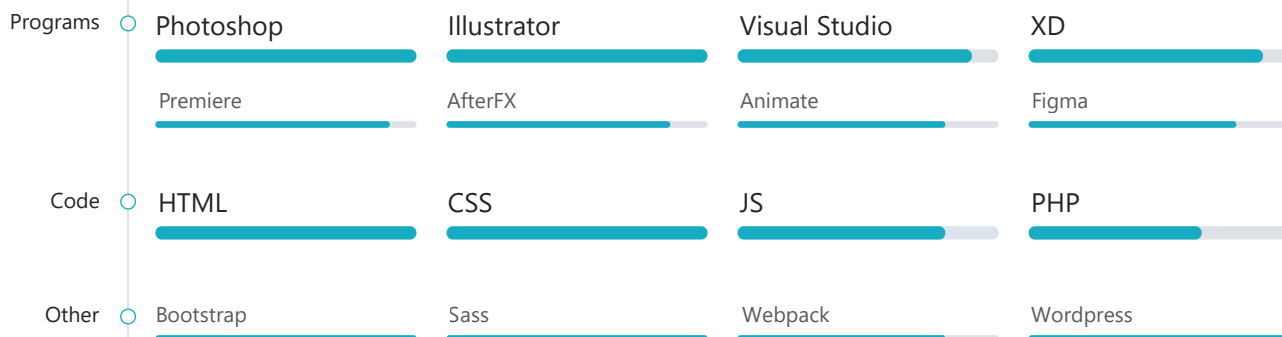 Programs Photoshop Illustrator Visual Studio XD
Premiere AfterFX Animate Figma
Code HTML CSS JS PHP
Other Bootstrap Sass Webpack Wordpress